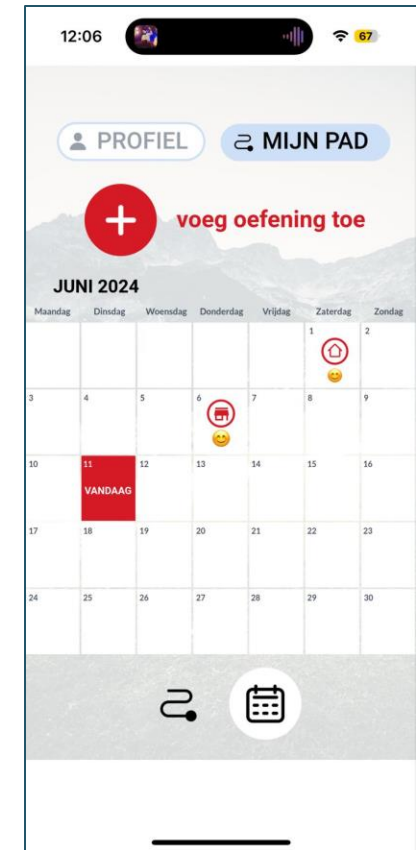 12:06 67
PROFIEL MIJN PAD
voeg oefening toe
JUNI 2024
Maandag Dinsdag Woensdag Donderdag Vrijdag Zaterdag Zondag
1 2
3 4 5 6 7 8 9
10 11 12 13 14 15 16
VANDAAG
17 18 19 20 21 22 23
24 25 26 27 28 29 30